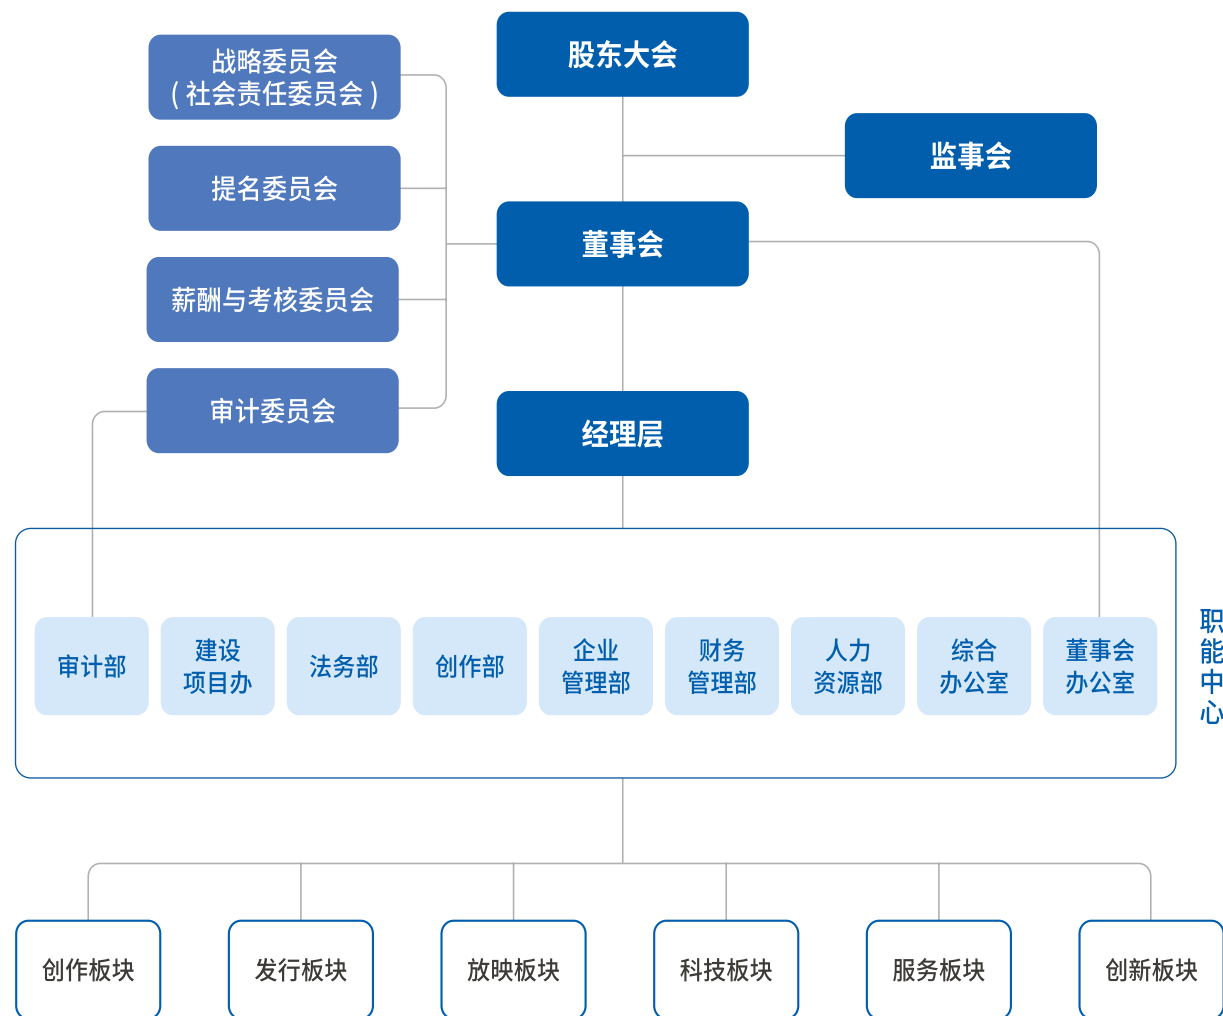 股东大会
战略委员会
(社会责任委员会)
监事会
提名委员会
董事会
薪酬与考核委员会
审计委员会
经理层
审计部
建设
项目办
法务部
创作部
企业
管理部
财务
管理部
人力
资源部
综合
办公室
董事会
办公室
职能中心
创作板块
发行板块
放映板块
科技板块
服务板块
创新板块